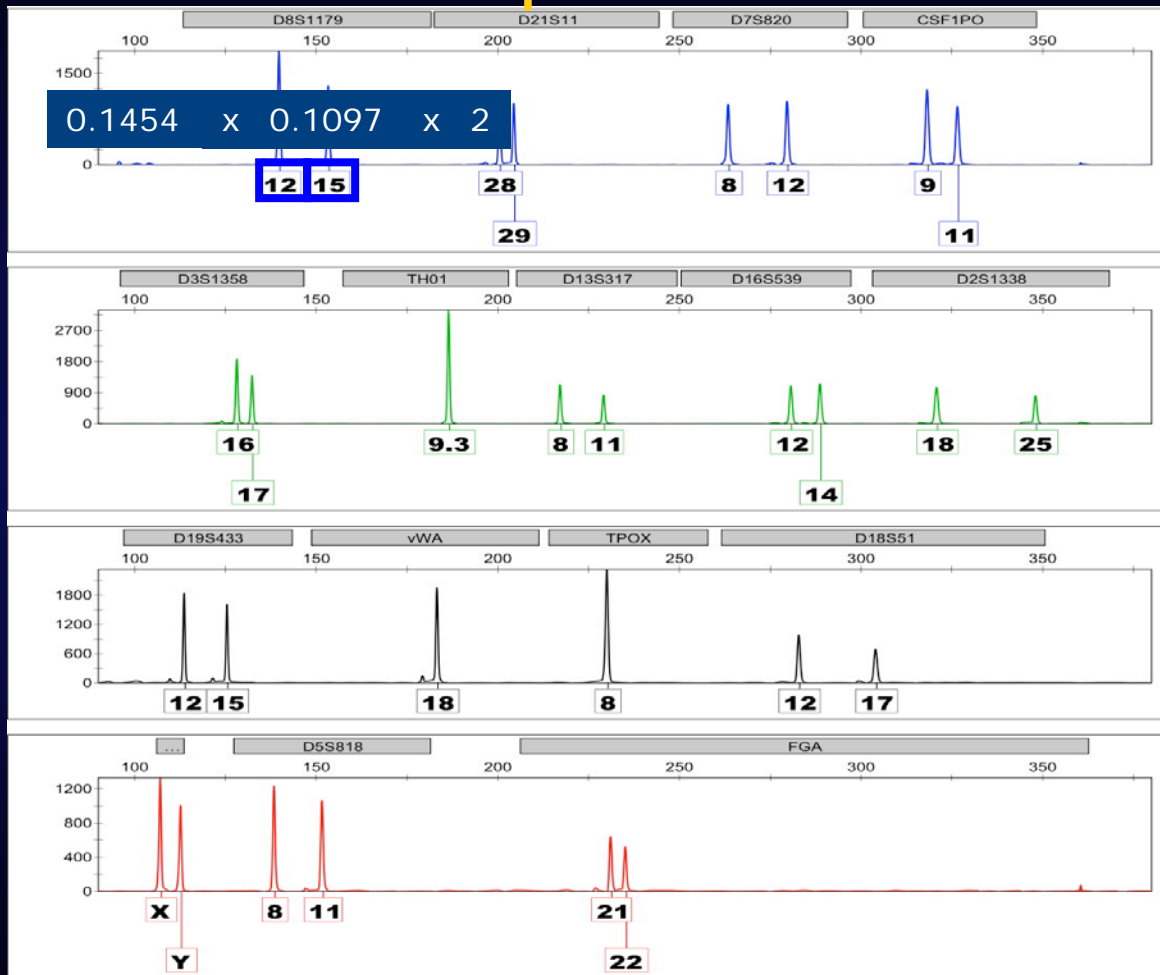 D8S1179 D21S11 D7S820 CSF1PO
100 150 200 250 300 350
1500
0.1454 x 0.1097 x 2
0
12 15 28 8 12 9
29 11
D3S1358 TH01 D13S317 D16S539 D2S1338
100 150 200 250 300 350
2700
1800
900
0
16 9.3 8 11 12 18 25
17 14
D19S433 vWA TPOX D18S51
100 150 200 250 300 350
1800
1200
600
0
12 15 18 8 12 17
... D5S818 FGA
100 150 200 250 300 350
1200
800
400
0
X 8 11 21
Y 22